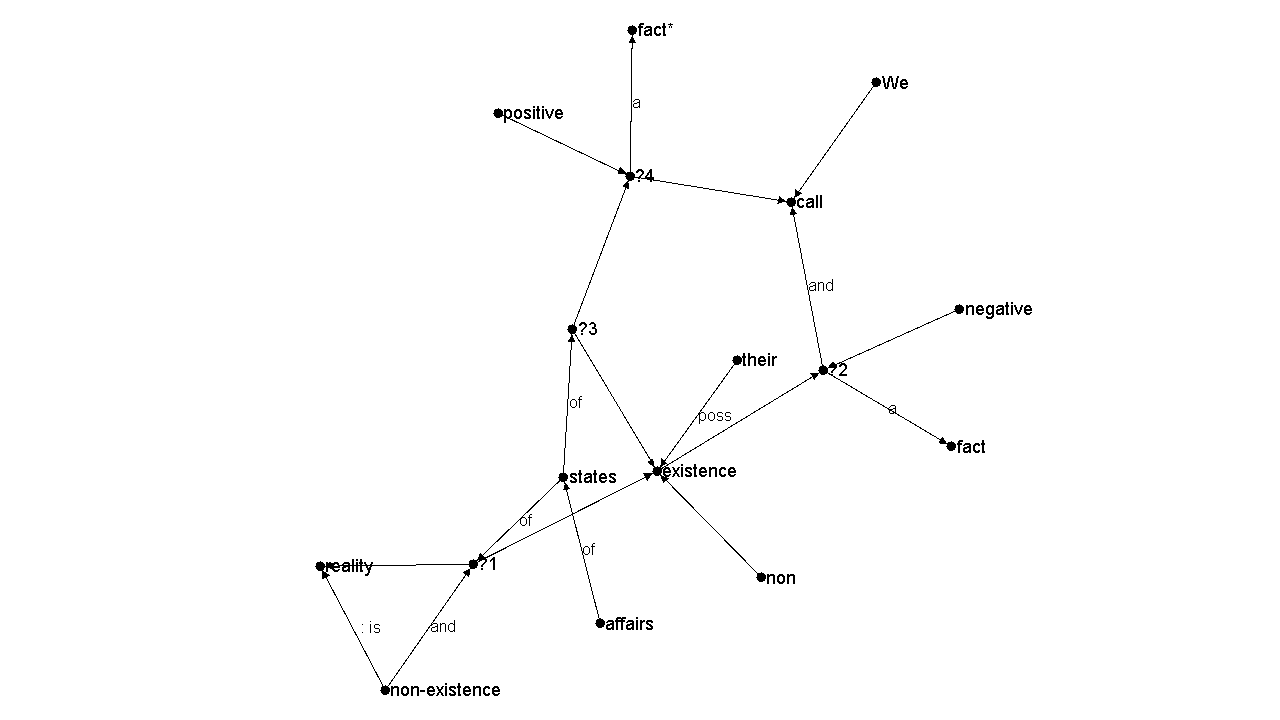 fact*
We
a
positive
?4
call
and
negative
?3
their
?2
of
poss
a
fact
existence
states
of
of
reality
?1
non
: is
and
affairs
non-existence